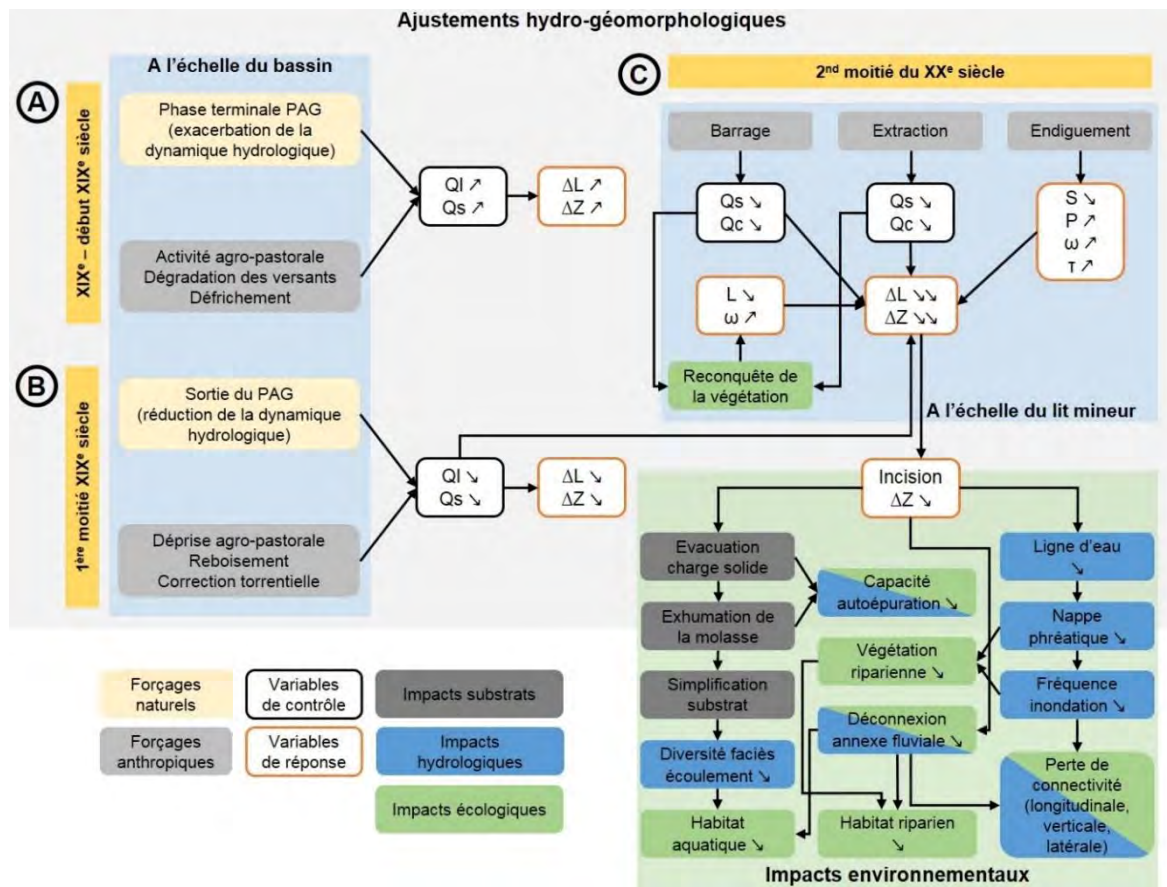 Ajustements hydro-géomorphologiques
A l'échelle du bassin
A
XIXᵉ – début XIXᵉ siècle
Phase terminale PAG
(exacerbation de la
dynamique hydrologique)
Activité agro-pastorale
Dégradation des versants
Défrichement
Ql ↗
Qs ↗
ΔL ↗
ΔZ ↗
B
1ᵉʳᵉ moitié XIXᵉ siècle
Sortie du PAG
(réduction de la dynamique
hydrologique)
Déprise agro-pastorale
Reboisement
Correction torrentielle
Ql ↘
Qs ↘
ΔL ↘
ΔZ ↘
C
2ⁿᵈ moitié du XXᵉ siècle
Barrage
Extraction
Endiguement
Qs ↘
Qc ↘
Qs ↘
Qc ↘
S ↘
P ↗
ω ↗
τ ↗
L ↘
ω ↗
ΔL ↘↘
ΔZ ↘↘
Reconquête de
la végétation
A l'échelle du lit mineur
Incision
ΔZ ↘
Evacuation
charge solide
Exhumation de
la molasse
Simplification
substrat
Diversité faciès
écoulement ↘
Habitat
aquatique ↘
Capacité
autoépuration ↘
Végétation
riparienne ↘
Déconnexion
annexe fluviale ↘
Habitat riparien
↘
Ligne d'eau
↘
Nappe
phréatique ↘
Fréquence
inondation ↘
Perte de
connectivité
(longitudinale,
verticale,
latérale)
Impacts environnementaux
Forçages
naturels
Forçages
anthropiques
Variables
de contrôle
Variables
de réponse
Impacts substrats
Impacts
hydrologiques
Impacts écologiques